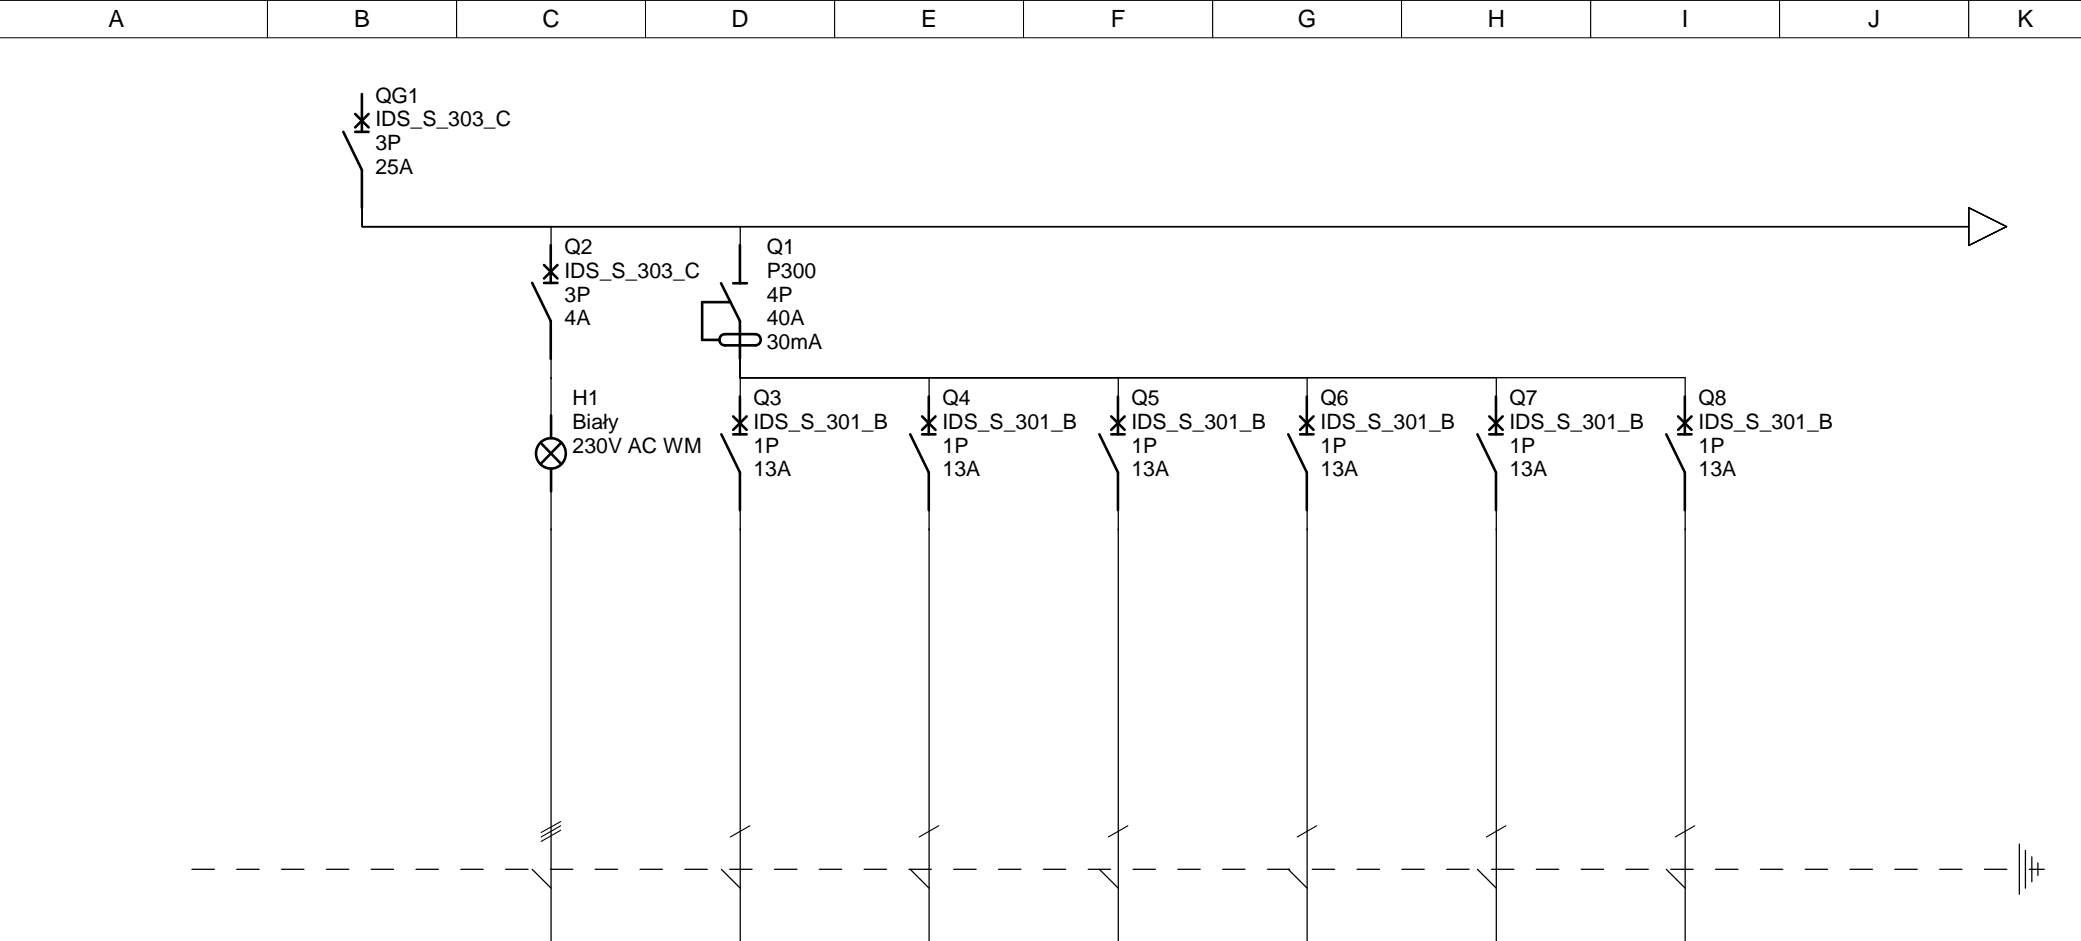 A B C D E F G H I J K
QG1
IDS_S_303_C
3P
25A
Q2
IDS_S_303_C
3P
4A
Q1
P300
4P
40A
30mA
H1
Biały
230V AC WM
Q3
IDS_S_301_B
1P
13A
Q4
IDS_S_301_B
1P
13A
Q5
IDS_S_301_B
1P
13A
Q6
IDS_S_301_B
1P
13A
Q7
IDS_S_301_B
1P
13A
Q8
IDS_S_301_B
1P
13A